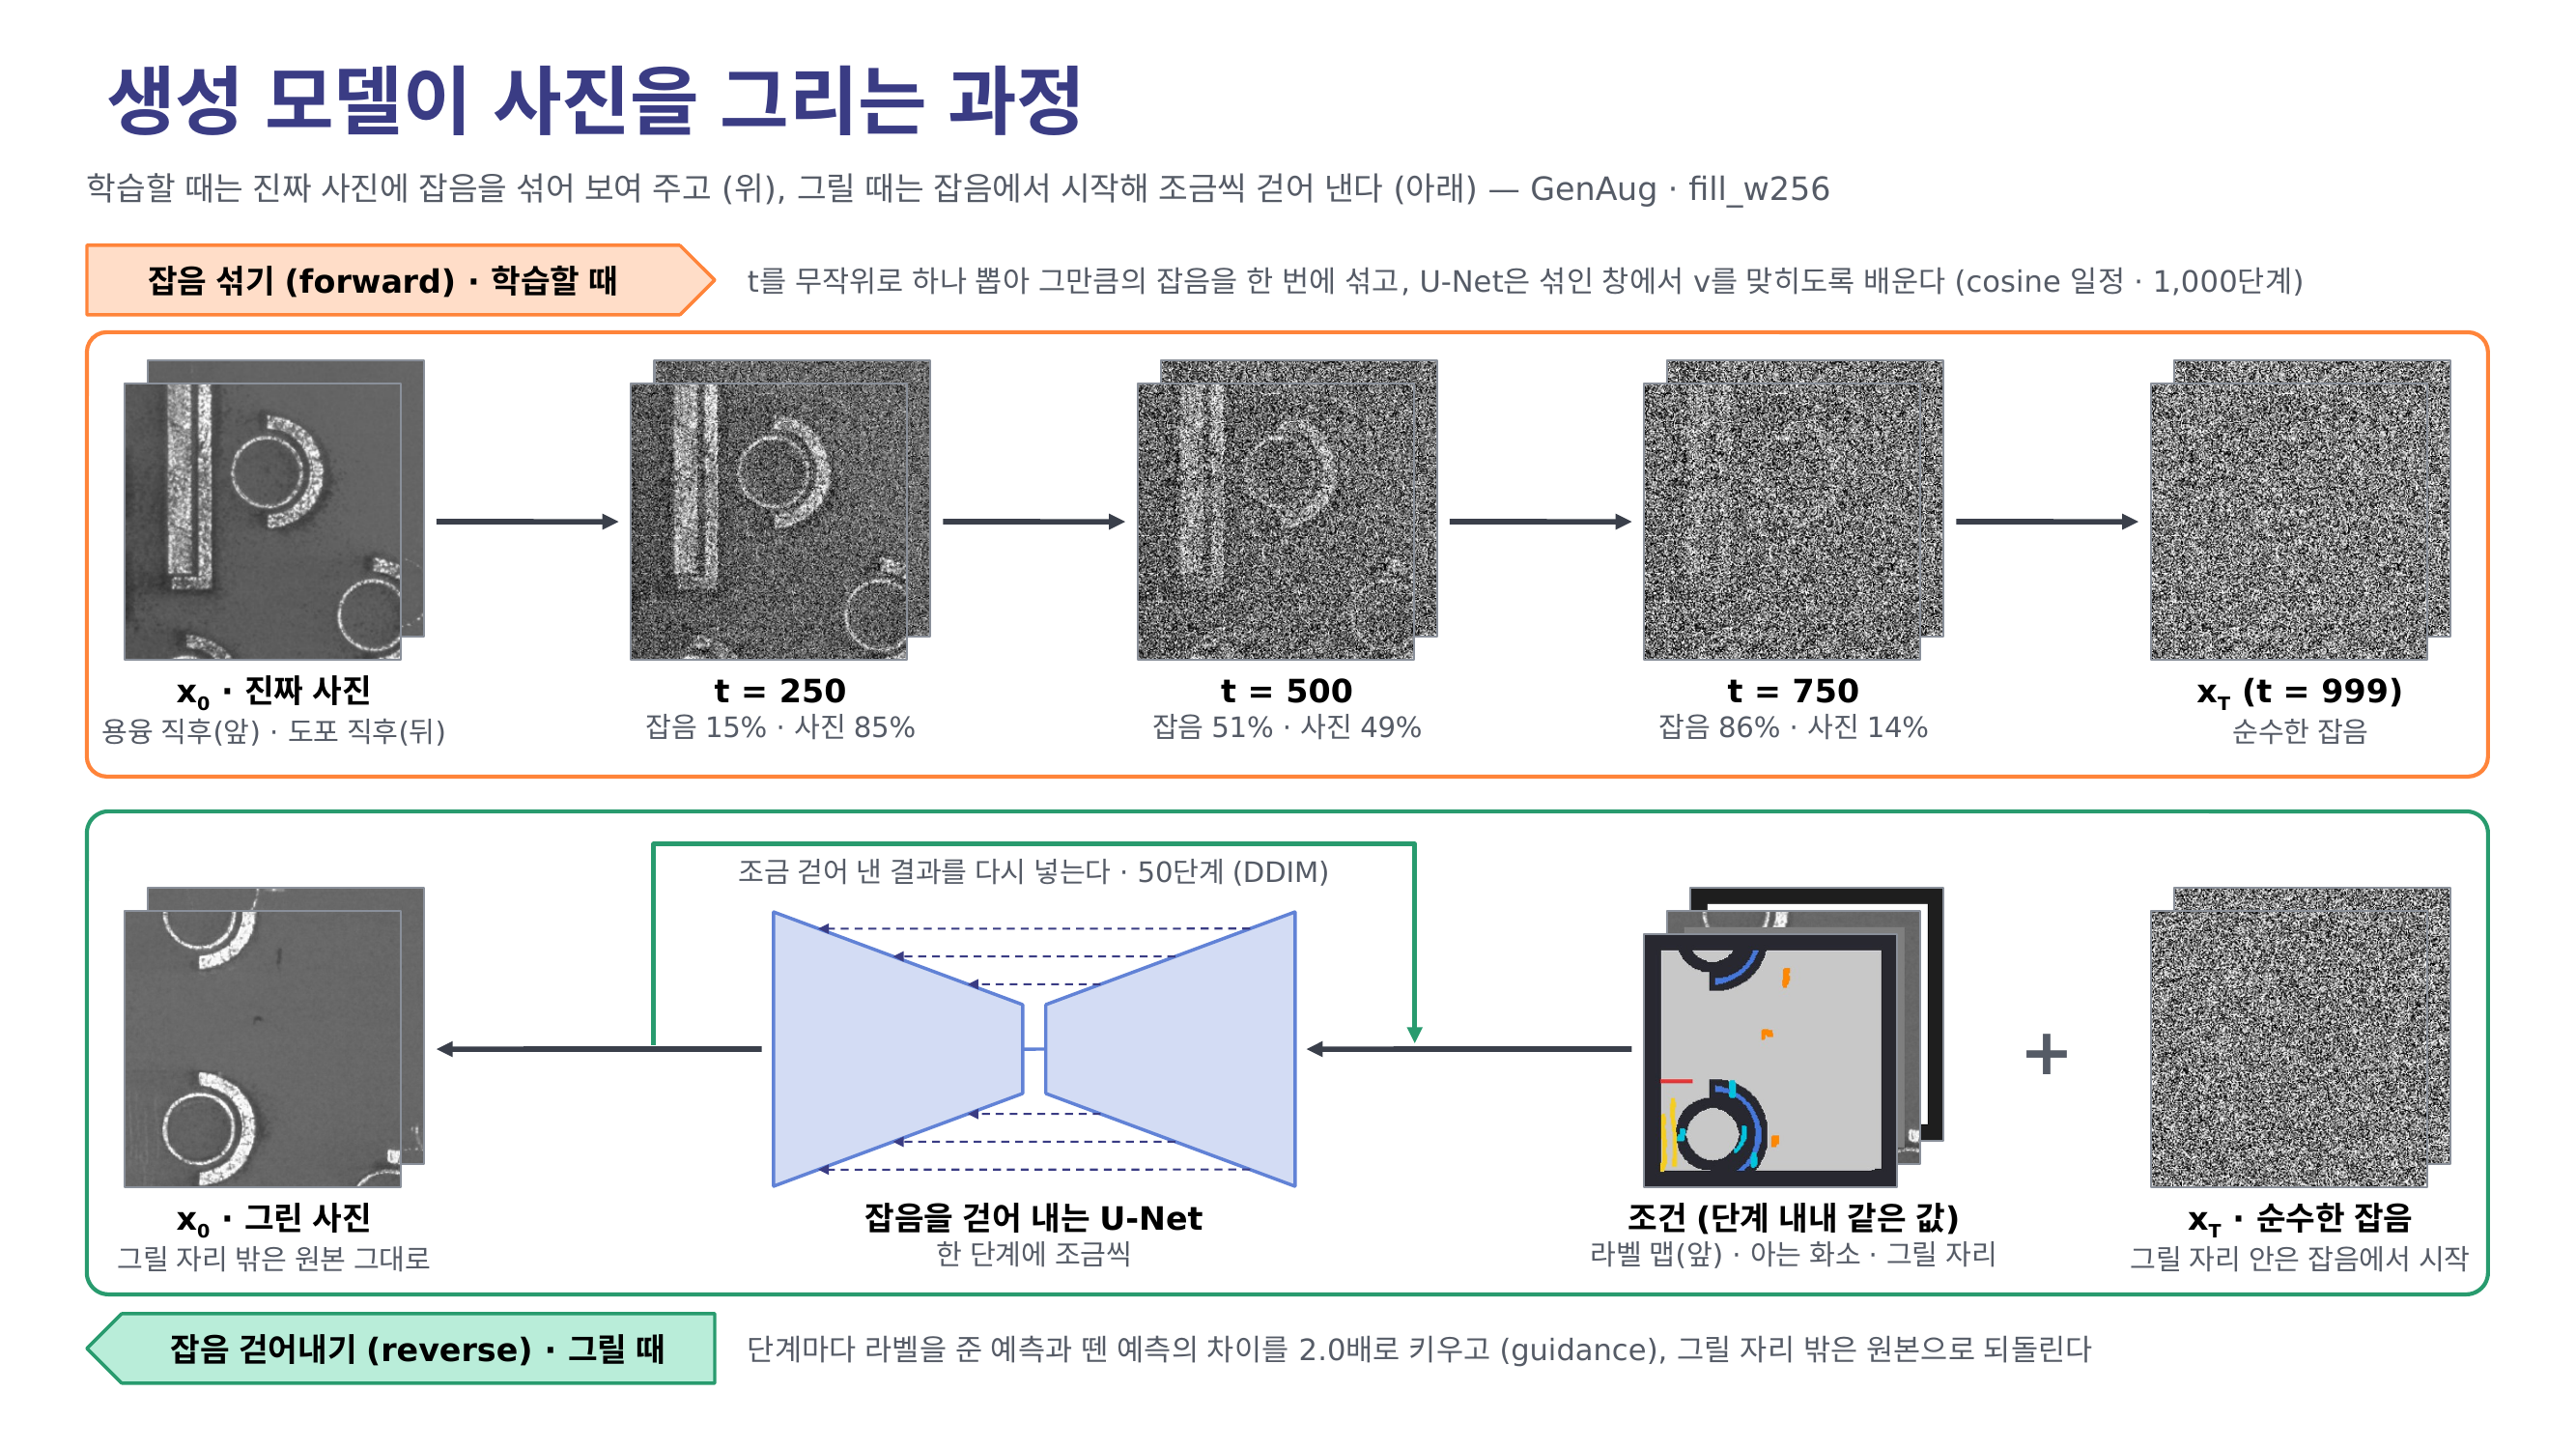 생성 모델이 사진을 그리는 과정
학습할 때는 진짜 사진에 잡음을 섞어 보여 주고 (위), 그릴 때는 잡음에서 시작해 조금씩 걷어 낸다 (아래) — GenAug · fill_w256
잡음 섞기 (forward) · 학습할 때
t를 무작위로 하나 뽑아 그만큼의 잡음을 한 번에 섞고, U-Net은 섞인 창에서 v를 맞히도록 배운다 (cosine 일정 · 1,000단계)
x₀ · 진짜 사진
용융 직후(앞) · 도포 직후(뒤)
t = 250
잡음 15% · 사진 85%
t = 500
잡음 51% · 사진 49%
t = 750
잡음 86% · 사진 14%
x_T (t = 999)
순수한 잡음
조금 걷어 낸 결과를 다시 넣는다 · 50단계 (DDIM)
+
x₀ · 그린 사진
그릴 자리 밖은 원본 그대로
잡음을 걷어 내는 U-Net
한 단계에 조금씩
조건 (단계 내내 같은 값)
라벨 맵(앞) · 아는 화소 · 그릴 자리
x_T · 순수한 잡음
그릴 자리 안은 잡음에서 시작
잡음 걷어내기 (reverse) · 그릴 때
단계마다 라벨을 준 예측과 뗀 예측의 차이를 2.0배로 키우고 (guidance), 그릴 자리 밖은 원본으로 되돌린다